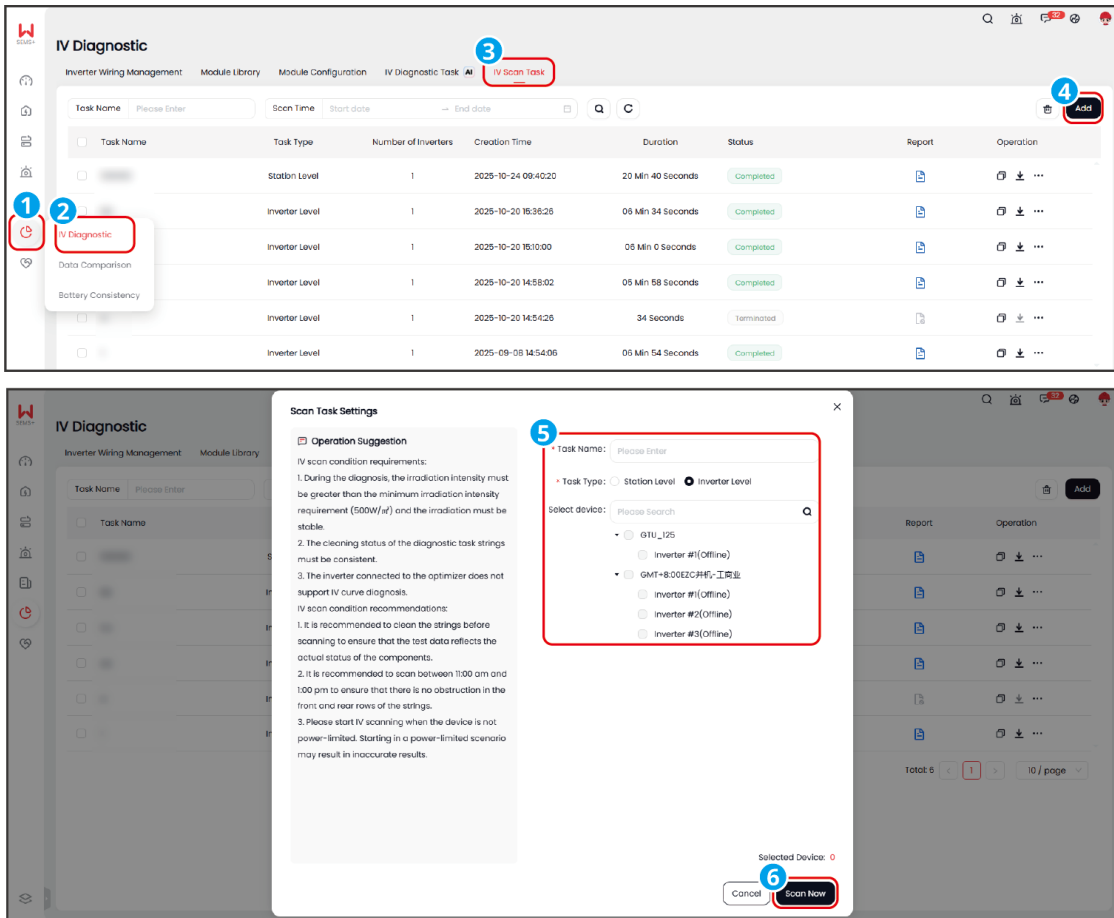 32
SEMS+
IV Diagnostic
3
Inverter Wiring Management Module Library Module Configuration IV Diagnostic Task AI IV Scan Task
4
Task Name Please Enter Scan Time Start date → End date Add
Task Name Task Type Number of Inverters Creation Time Duration Status Report Operation
Station Level 1 2025-10-24 09:40:20 20 Min 40 Seconds Completed
1 2
Inverter Level 1 2025-10-20 15:36:26 06 Min 34 Seconds Completed
IV Diagnostic
Inverter Level 1 2025-10-20 15:10:00 06 Min 0 Seconds Completed
Data Comparison
Inverter Level 1 2025-10-20 14:58:02 05 Min 58 Seconds Completed
Battery Consistency
Inverter Level 1 2025-10-20 14:54:26 34 Seconds Terminated
Inverter Level 1 2025-09-08 14:54:06 06 Min 54 Seconds Completed
32
SEMS+
IV Diagnostic
Inverter Wiring Management Module Library
Task Name Please Enter Add
Task Name Report Operation
Scan Task Settings
Operation Suggestion
IV scan condition requirements:
1. During the diagnosis, the irradiation intensity must
be greater than the minimum irradiation intensity
requirement (500W/㎡) and the irradiation must be
stable.
2. The cleaning status of the diagnostic task strings
must be consistent.
3. The inverter connected to the optimizer does not
support IV curve diagnosis.
IV scan condition recommendations:
1. It is recommended to clean the strings before
scanning to ensure that the test data reflects the
actual status of the components.
2. It is recommended to scan between 11:00 am and
1:00 pm to ensure that there is no obstruction in the
front and rear rows of the strings.
3. Please start IV scanning when the device is not
power-limited. Starting in a power-limited scenario
may result in inaccurate results.
5
* Task Name: Please Enter
* Task Type: Station Level Inverter Level
Select device: Please Search
GTU_125
Inverter #1(Offline)
GMT+8:00EZC并机-工商业
Inverter #1(Offline)
Inverter #2(Offline)
Inverter #3(Offline)
Total: 6 < 1 > 10 / page
Selected Device: 0
6
Cancel Scan Now